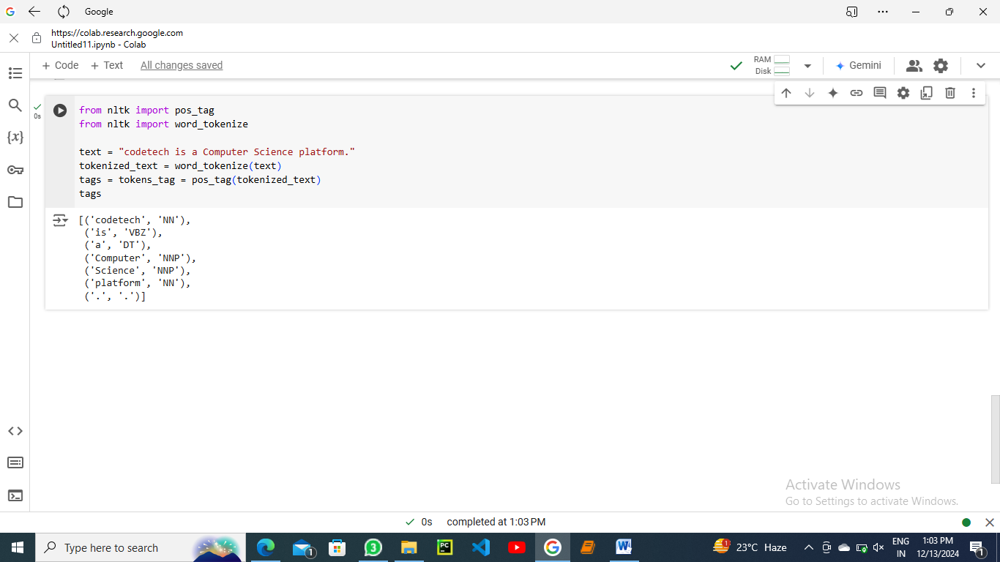 Google
https://colab.research.google.com
Untitled11.ipynb - Colab
+ Code + Text All changes saved
RAM
Disk
Gemini
{x}
0s
from nltk import pos_tag
from nltk import word_tokenize
text = "codetech is a Computer Science platform."
tokenized_text = word_tokenize(text)
tags = tokens_tag = pos_tag(tokenized_text)
tags
[('codetech', 'NN'),
('is', 'VBZ'),
('a', 'DT'),
('Computer', 'NNP'),
('Science', 'NNP'),
('platform', 'NN'),
('.', '.')]
Activate Windows
Go to Settings to activate Windows.
0s completed at 1:03 PM
Type here to search
1
3
PC
W
1
23°C Haze
ENG
IN
1:03 PM
12/13/2024
1